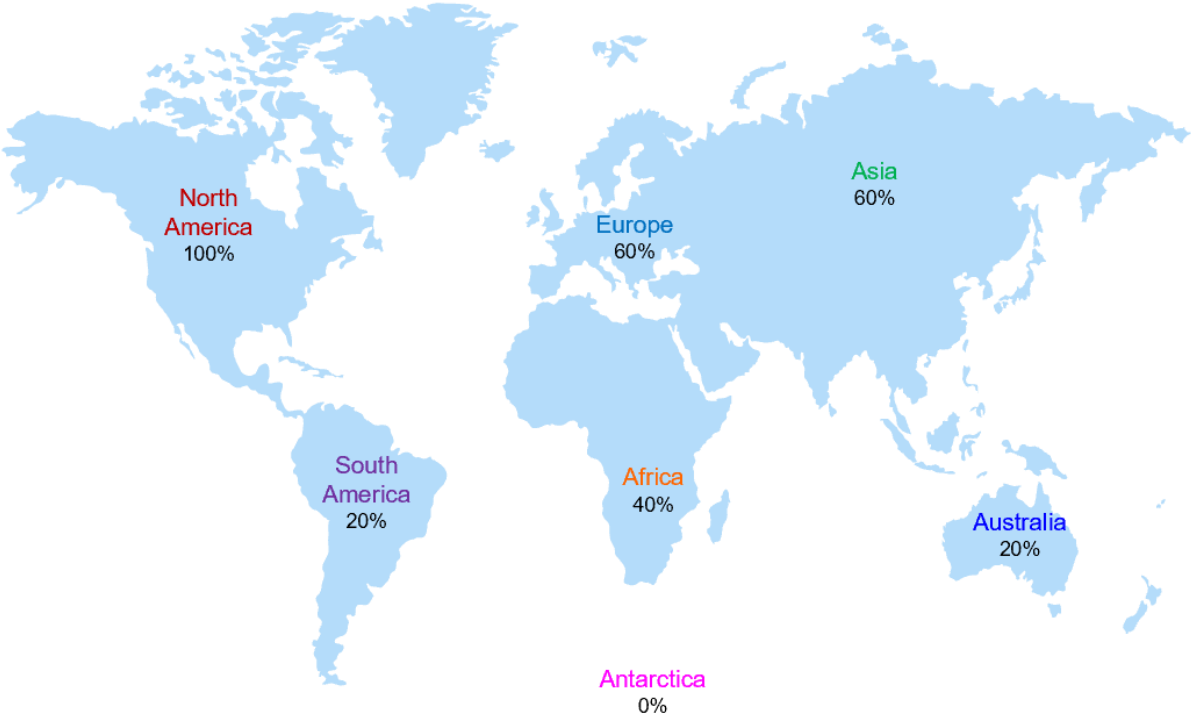 North
America
100%
Asia
60%
Europe
60%
South
America
20%
Africa
40%
Australia
20%
Antarctica
0%